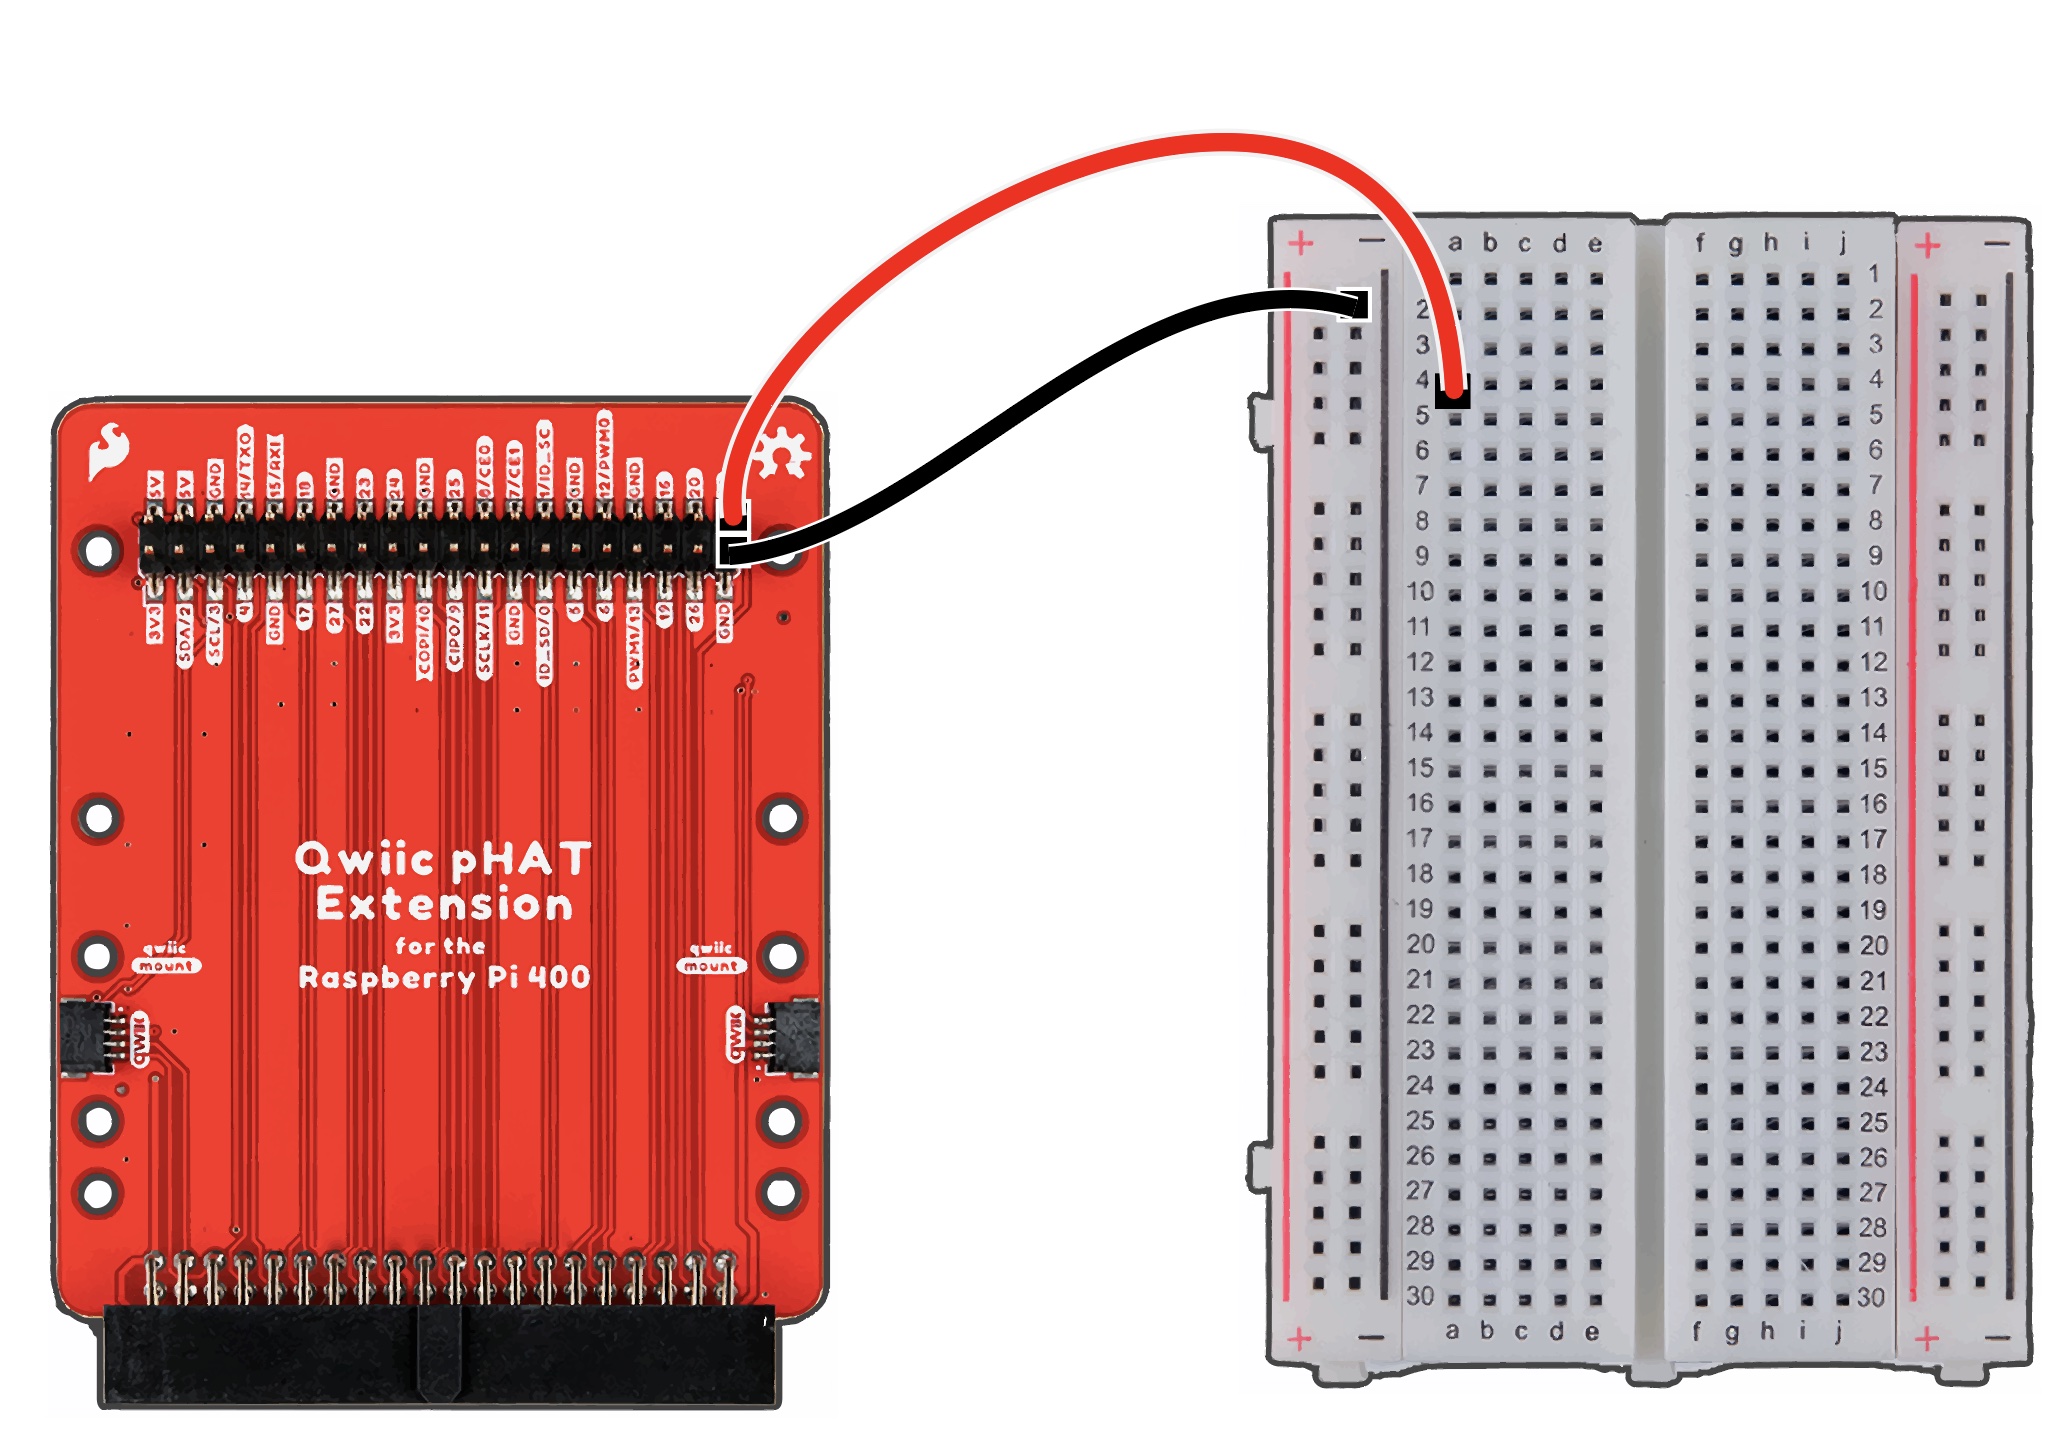 5V 5V GND 14/TXO 15/RXI 18 GND 23 24 GND 25 8/CE0 7/CE1 1/ID_SC GND 12/PWM0 GND 16 20
3V3 SDA/2 SCL/3 4 GND 17 27 22 3V3 COPI/10 CIPO/9 SCLK/11 GND ID_SD/0 5 6 PWM1/13 19 26 GND
Qwiic pHAT
Extension
for the
Raspberry Pi 400
qwiic
mount
qwiic
mount
qwiic
qwiic
+ − a b c d e f g h i j + −
1
2 2
3 3
4 4
5 5
6 6
7 7
8 8
9 9
10 10
11 11
12 12
13 13
14 14
15 15
16 16
17 17
18 18
19 19
20 20
21 21
22 22
23 23
24 24
25 25
26 26
27 27
28 28
29 29
30 30
+ − a b c d e f g h i j + −